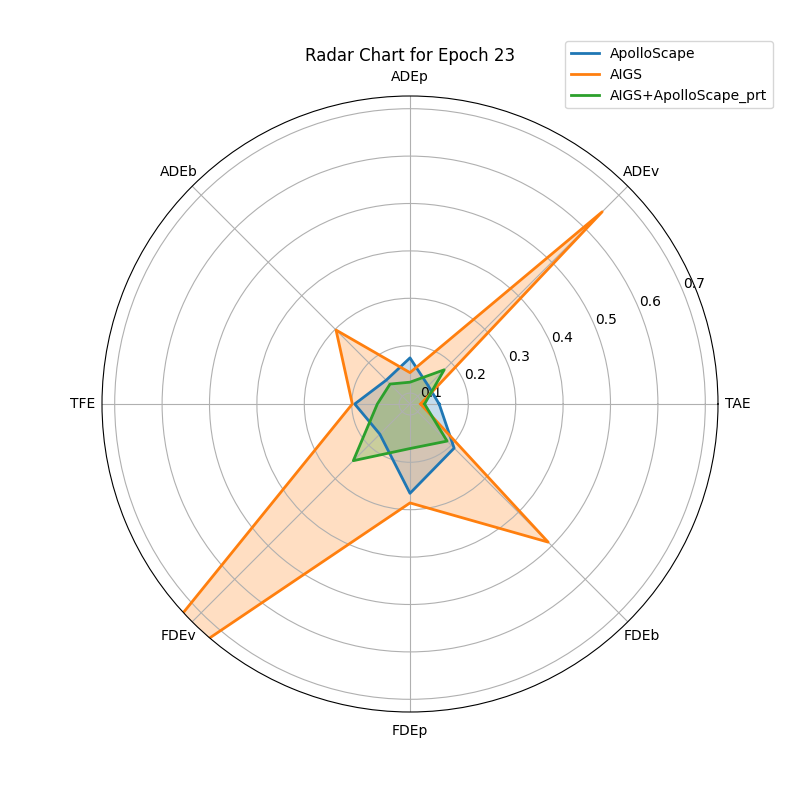 Radar Chart for Epoch 23
ApolloScape
AIGS
AIGS+ApolloScape_prt
ADEp
ADEb
ADEv
TFE
TAE
FDEv
FDEb
FDEp
0.1
0.2
0.3
0.4
0.5
0.6
0.7